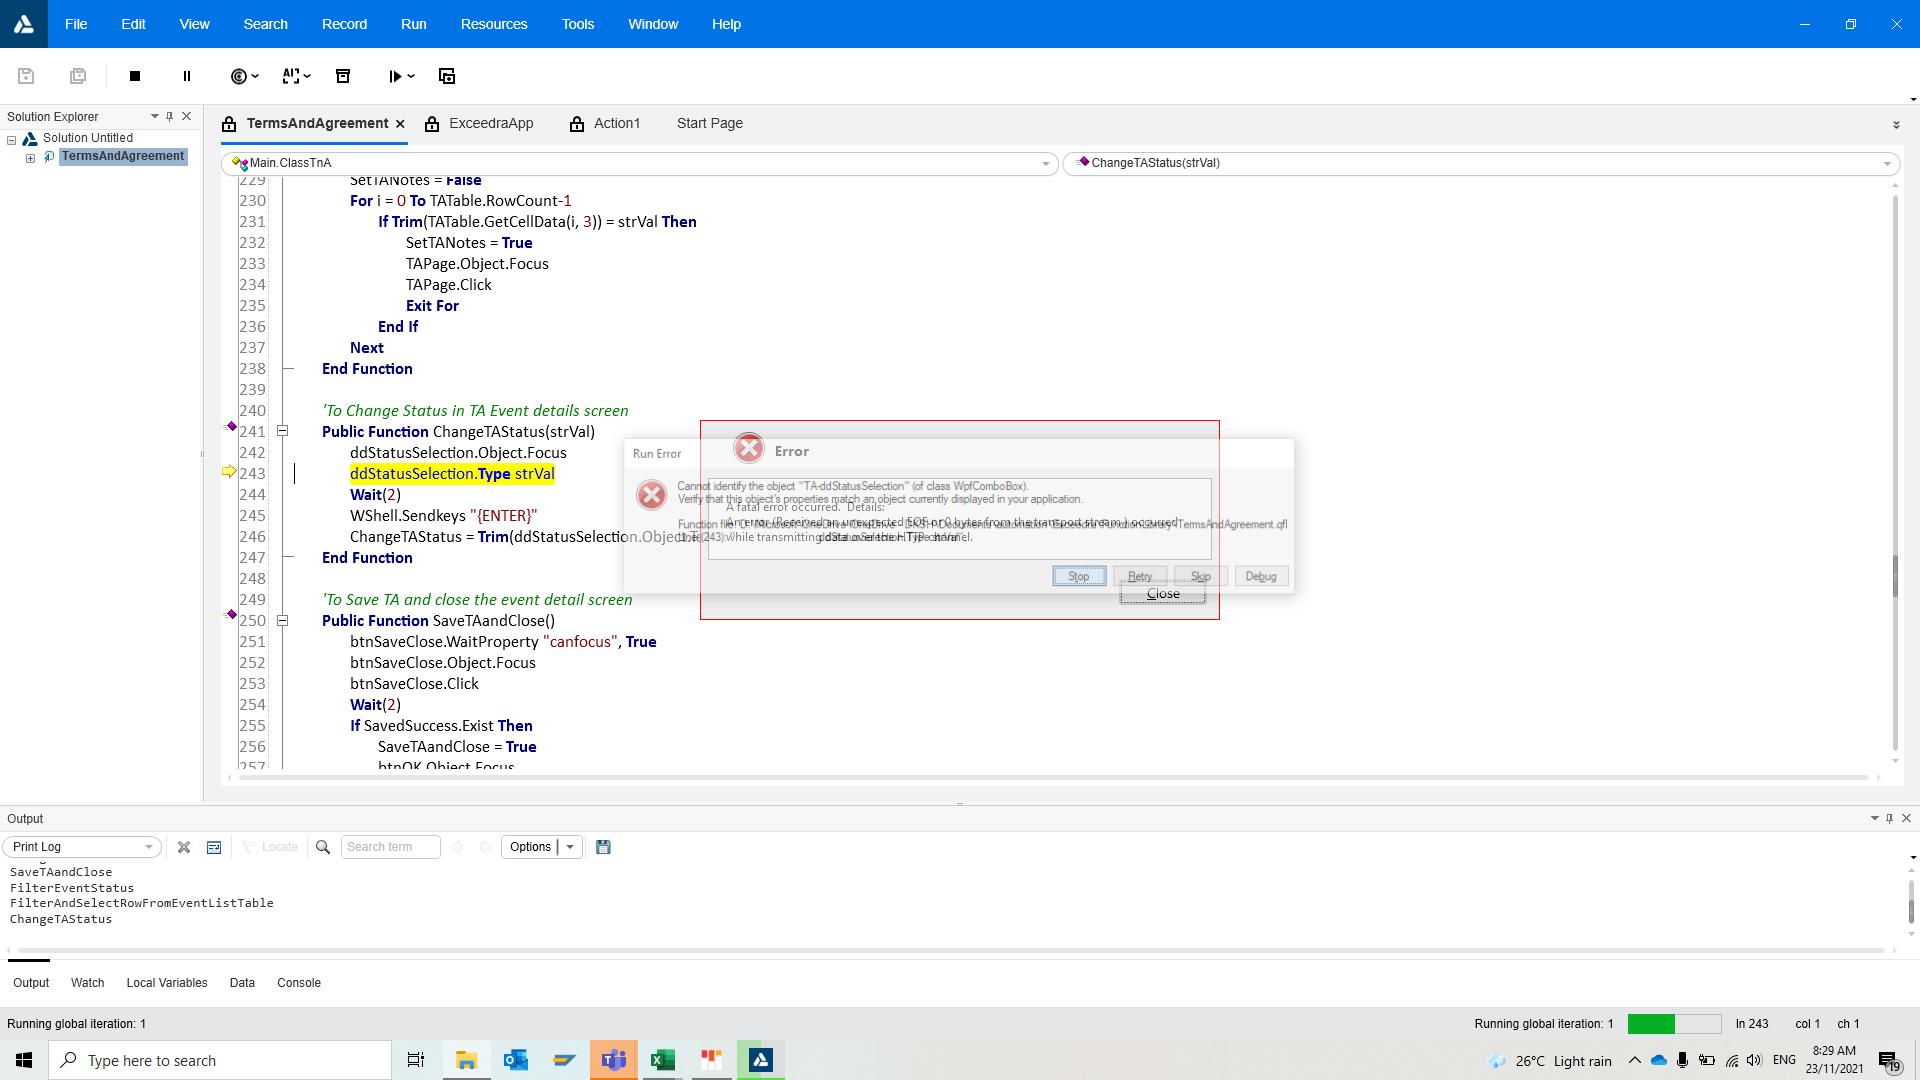 File Edit View Search Record Run Resources Tools Window Help
Solution Explorer
Solution Untitled
TermsAndAgreement
TermsAndAgreement ExceedraApp Action1 Start Page
Main.ClassTnA ChangeTAStatus(strVal)
229 SetTANotes = False
230 For i = 0 To TATable.RowCount-1
231 If Trim(TATable.GetCellData(i, 3)) = strVal Then
232 SetTANotes = True
233 TAPage.Object.Focus
234 TAPage.Click
235 Exit For
236 End If
237 Next
238 End Function
239
240 'To Change Status in TA Event details screen
241 Public Function ChangeTAStatus(strVal)
242 ddStatusSelection.Object.Focus
243 ddStatusSelection.Type strVal
244 Wait(2)
245 WShell.Sendkeys "{ENTER}"
246 ChangeTAStatus = Trim(ddStatusSelection.Object.Te
247 End Function
248
249 'To Save TA and close the event detail screen
250 Public Function SaveTAandClose()
251 btnSaveClose.WaitProperty "canfocus", True
252 btnSaveClose.Object.Focus
253 btnSaveClose.Click
254 Wait(2)
255 If SavedSuccess.Exist Then
256 SaveTAandClose = True
257 btnOK.Object.Focus
Run Error
Error
Cannot identify the object "TA-ddStatusSelection" (of class WpfComboBox).
Verify that this object's properties match an object currently displayed in your application.
A fatal error occurred. Details:
An error (Received an unexpected EOF or 0 bytes from the transport stream.) occurred
while transmitting data over the HTTP channel.
Function file:
TermsAndAgreement.qfl
(243):
Stop Retry Skip Debug
Close
Output
Print Log Locate Search term Options
SaveTAandClose
FilterEventStatus
FilterAndSelectRowFromEventListTable
ChangeTAStatus
Output Watch Local Variables Data Console
Running global iteration: 1 Running global iteration: 1 ln 243 col 1 ch 1
Type here to search 26°C Light rain ENG 8:29 AM
23/11/2021 19